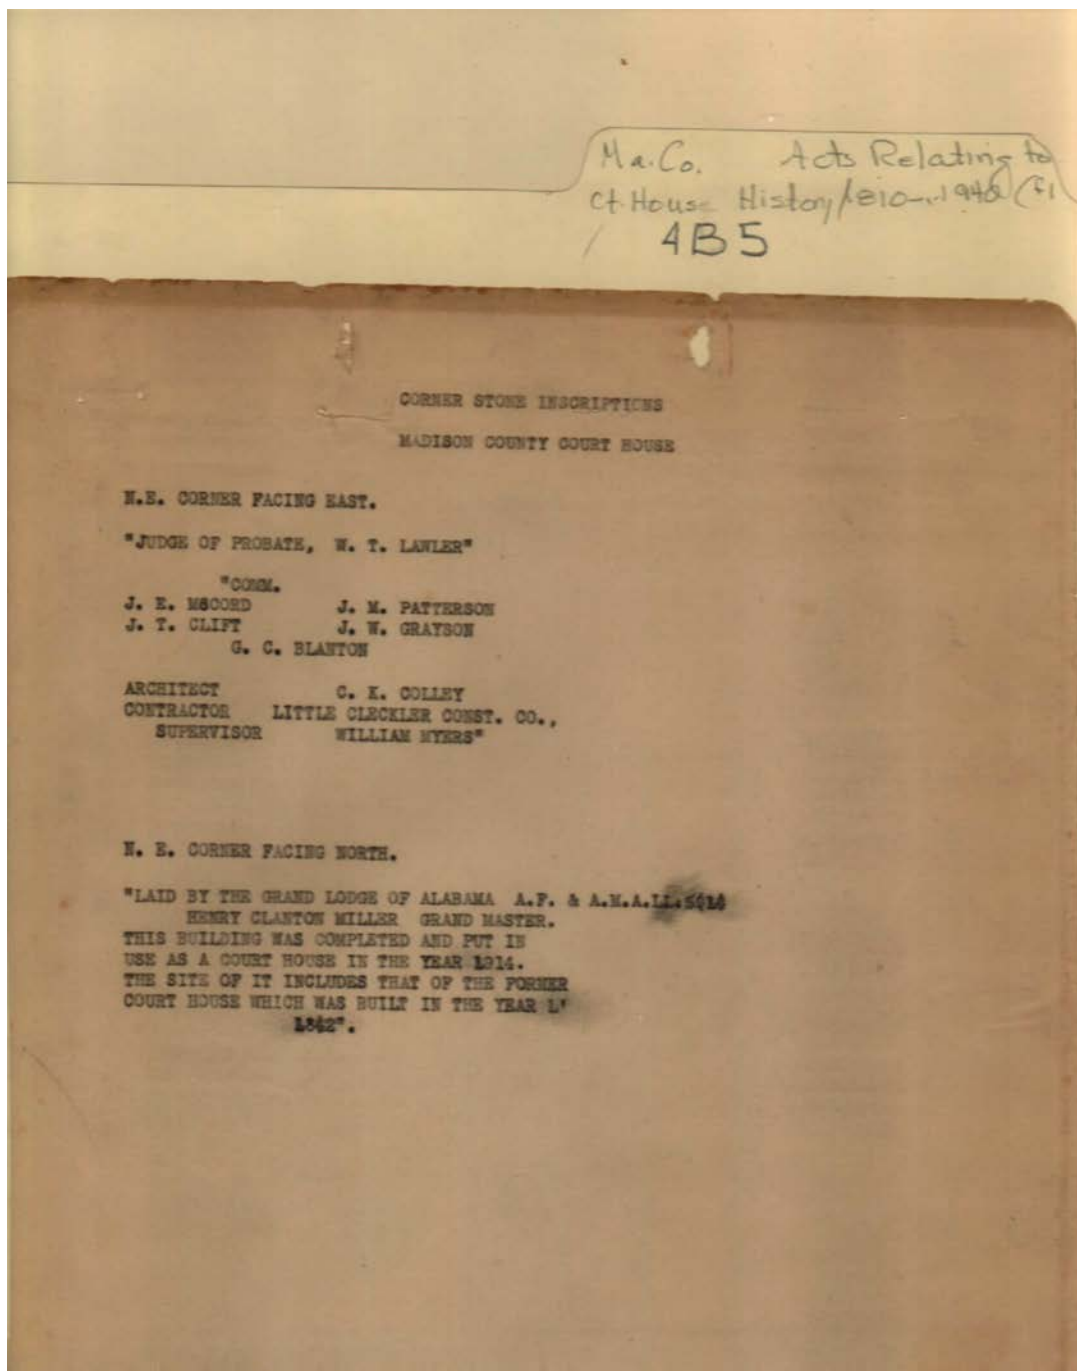 Ma.Co. Acts Relating to
Ct. House History 1810-1940
4B5
CORNER STONE INSCRIPTIONS
MADISON COUNTY COURT HOUSE
N.E. CORNER FACING EAST.
"JUDGE OF PROBATE, W. T. LAWLER"
"COMM.
J. E. MCCORD J. M. PATTERSON
J. T. CLIFT J. W. GRAYSON
G. C. BLANTON
ARCHITECT C. K. COLLEY
CONTRACTOR LITTLE CLECKLER CONST. CO.,
SUPERVISOR WILLIAM MYERS"
N. E. CORNER FACING NORTH.
"LAID BY THE GRAND LODGE OF ALABAMA A.F. &
HENRY CLANTON MILLER GRAND MASTER.
THIS BUILDING WAS COMPLETED AND PUT IN
USE AS A COURT HOUSE IN THE YEAR 1914.
THE SITE OF IT INCLUDES THAT OF THE FORMER
COURT HOUSE WHICH WAS BUILT IN THE YEAR